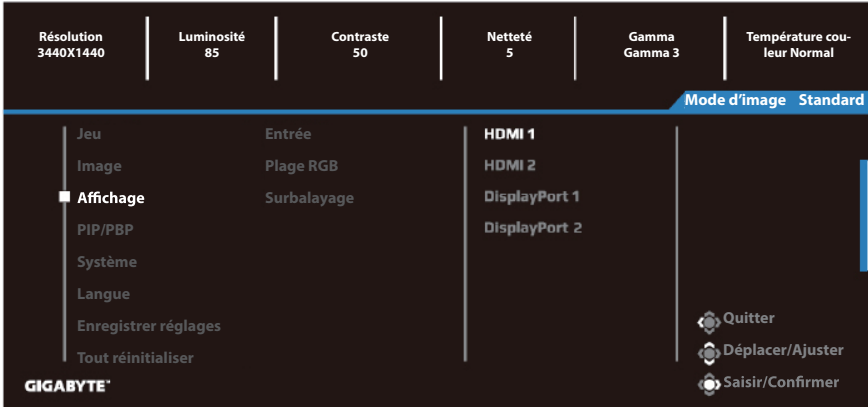 Résolution
3440X1440
Luminosité
85
Contraste
50
Netteté
5
Gamma
Gamma 3
Température cou-
leur Normal
Mode d'image Standard
Jeu
Image
Affichage
PIP/PBP
Système
Langue
Enregistrer réglages
Tout réinitialiser
Entrée
Plage RGB
Surbalayage
HDMI 1
HDMI 2
DisplayPort 1
DisplayPort 2
Quitter
Déplacer/Ajuster
Saisir/Confirmer
GIGABYTE™